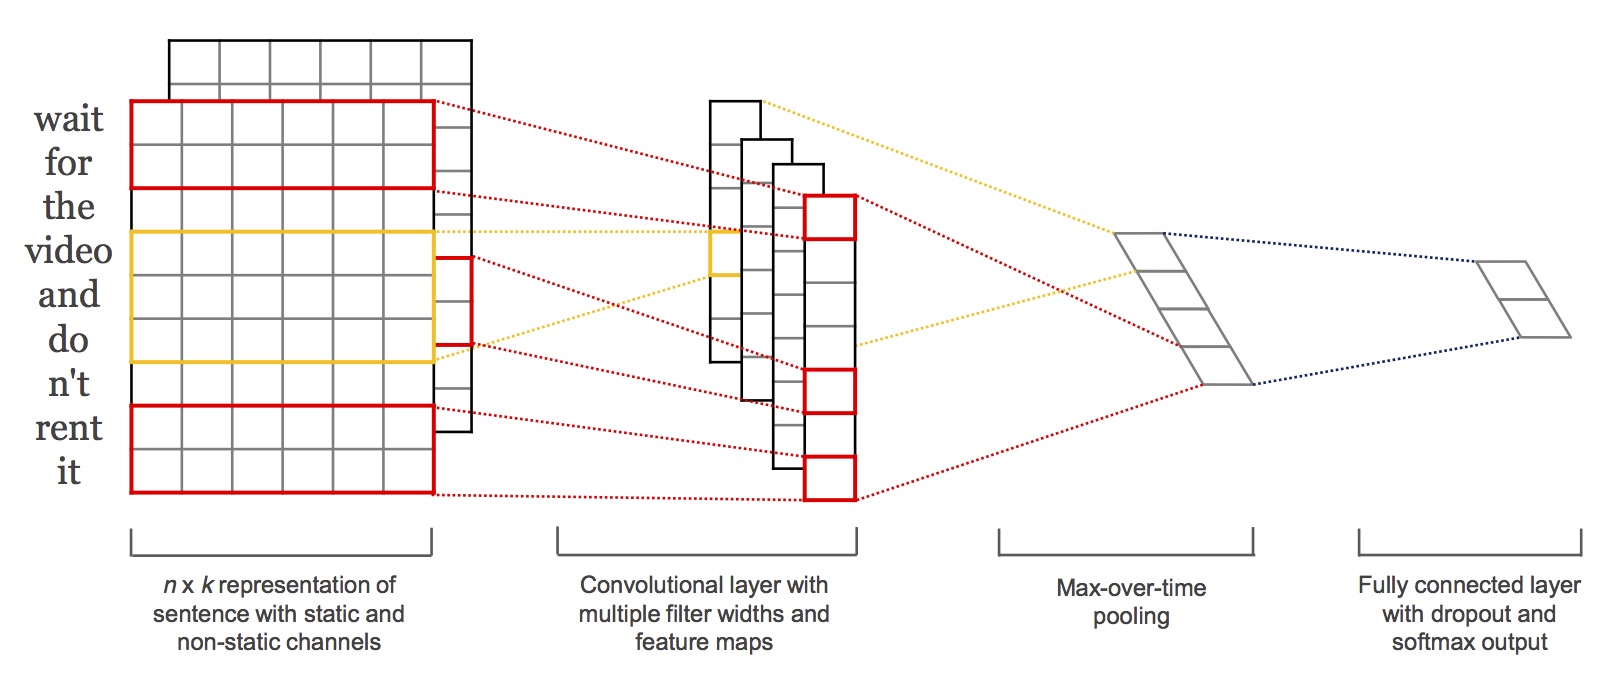 wait
for
the
video
and
do
n't
rent
it
n x k representation of
sentence with static and
non-static channels
Convolutional layer with
multiple filter widths and
feature maps
Max-over-time
pooling
Fully connected layer
with dropout and
softmax output